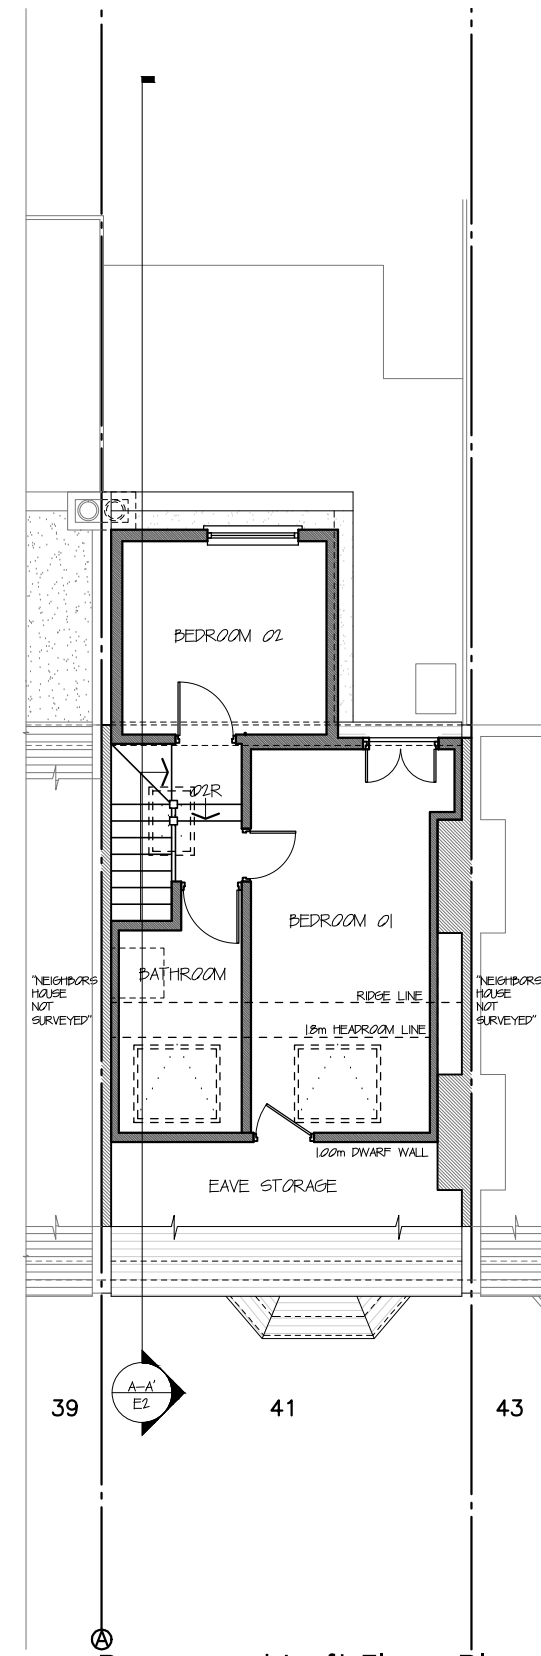 BEDROOM 02
02R
BEDROOM 01
BATHROOM
"NEIGHBORS
HOUSE
NOT
SURVEYED"
RIDGE LINE
"NEIGHBORS
HOUSE
NOT
SURVEYED"
1.8m HEADROOM LINE
1.00m DWARF WALL
EAVE STORAGE
A-A'
E2
39
41
43
A